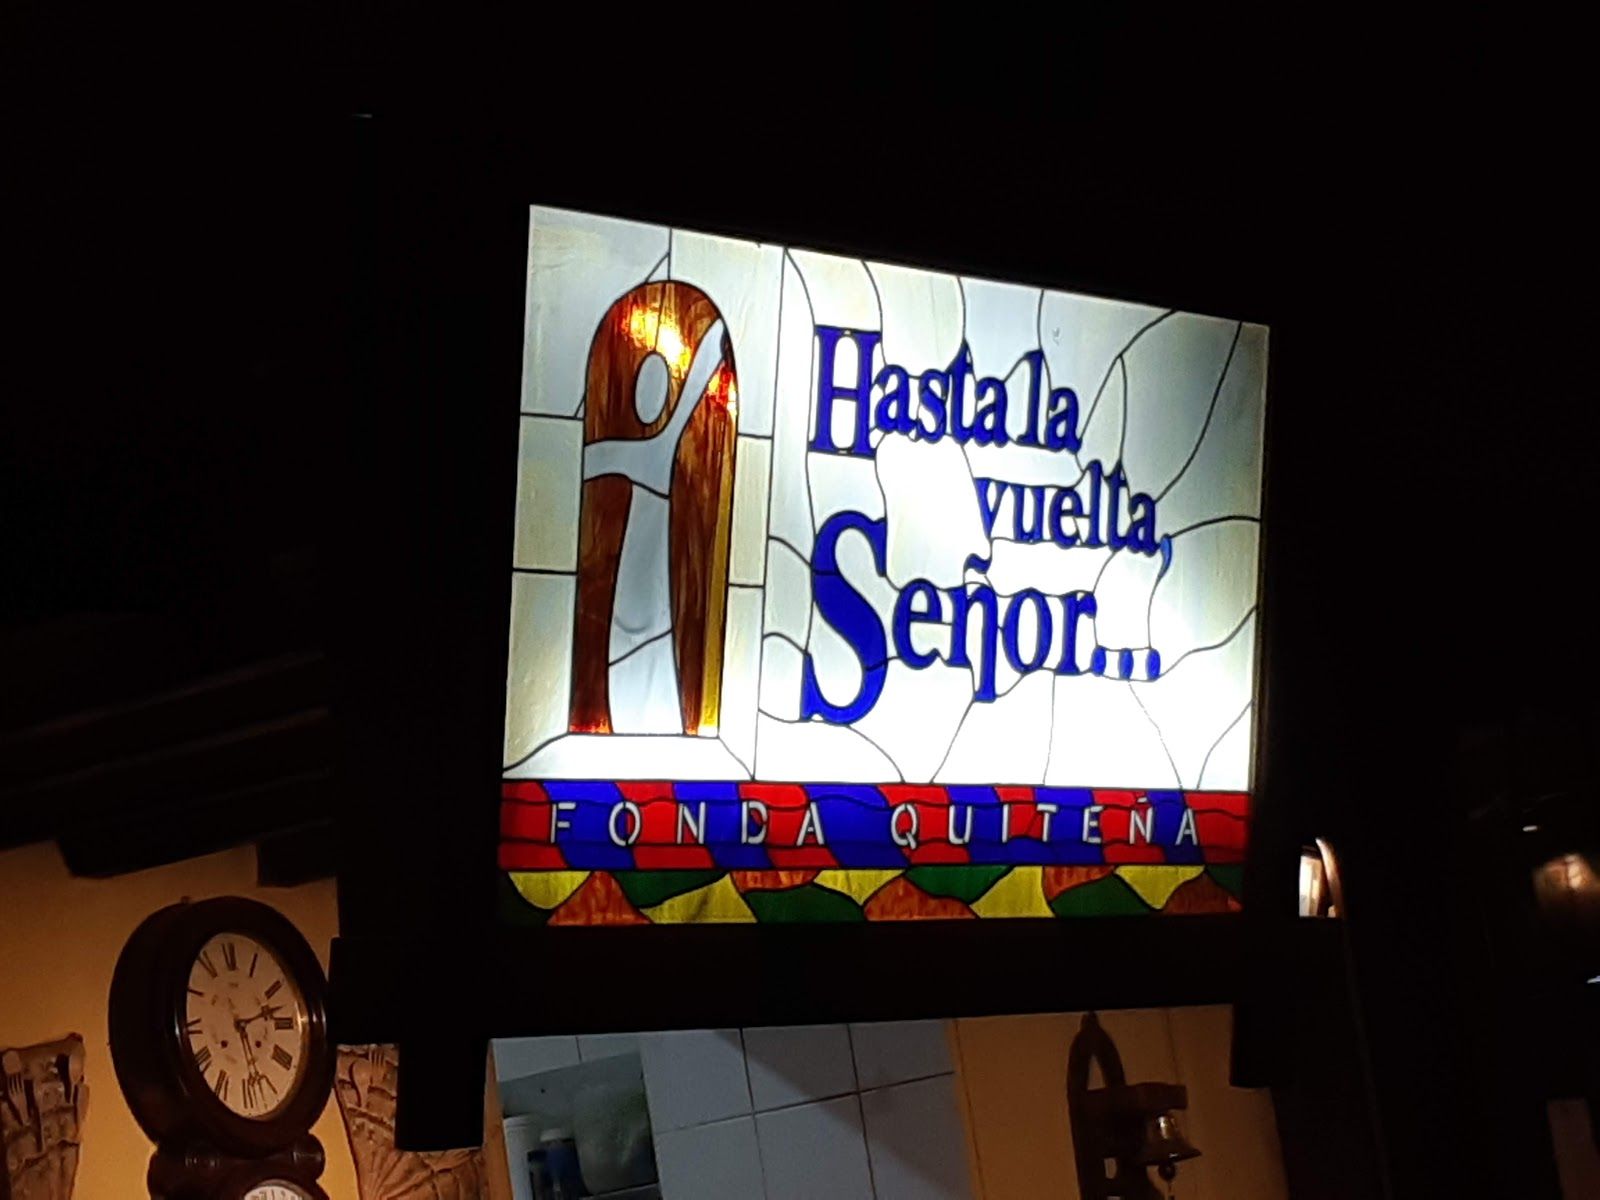 Hasta la
vuelta,
Señor...
FONDA QUITEÑA